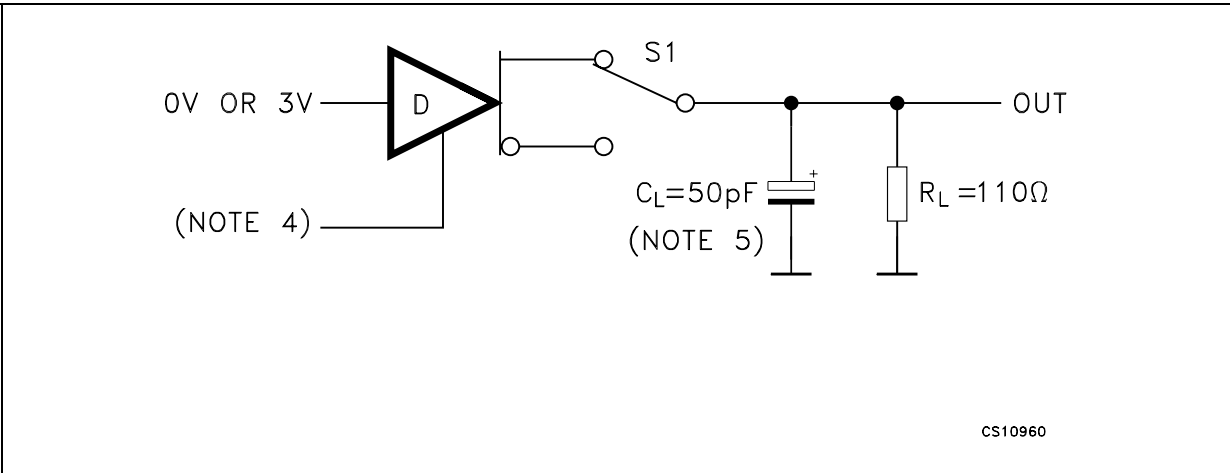 S1
0V OR 3V
D
OUT
+
C_L=50pF
R_L =110Ω
(NOTE 4)
(NOTE 5)
CS10960